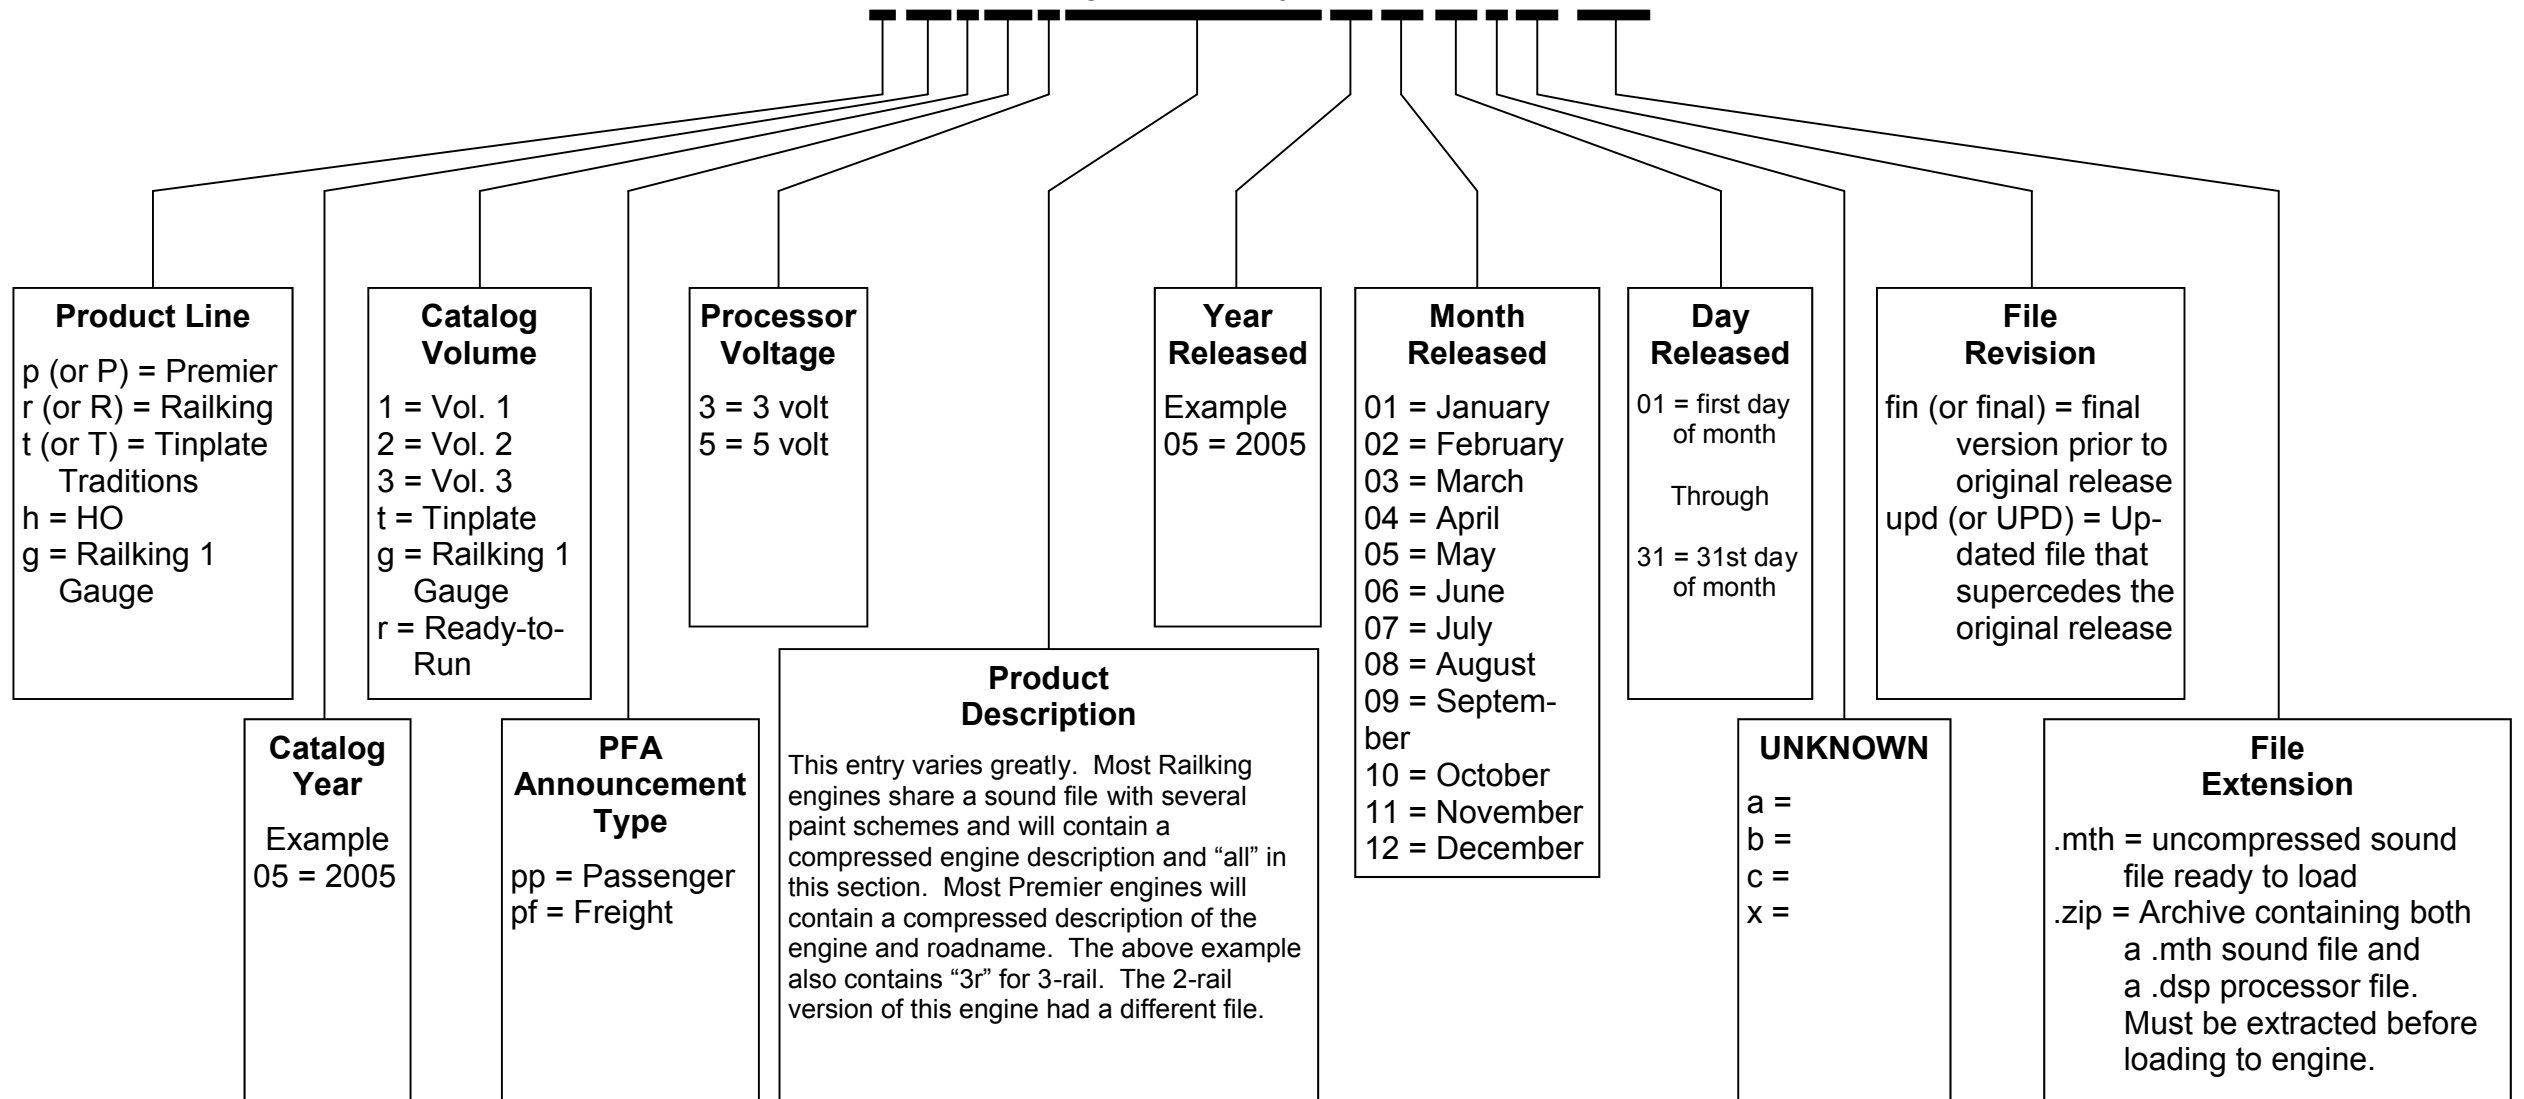 Product Line
p (or P) = Premier
r (or R) = Railking
t (or T) = Tinplate
Traditions
h = HO
g = Railking 1
Gauge
Catalog
Volume
1 = Vol. 1
2 = Vol. 2
3 = Vol. 3
t = Tinplate
g = Railking 1
Gauge
r = Ready-to-
Run
Processor
Voltage
3 = 3 volt
5 = 5 volt
Year
Released
Example
05 = 2005
Month
Released
01 = January
02 = February
03 = March
04 = April
05 = May
06 = June
07 = July
08 = August
09 = Septem-
ber
10 = October
11 = November
12 = December
Day
Released
01 = first day
of month
Through
31 = 31st day
of month
File
Revision
fin (or final) = final
version prior to
original release
upd (or UPD) = Up-
dated file that
supercedes the
original release
Catalog
Year
Example
05 = 2005
PFA
Announcement
Type
pp = Passenger
pf = Freight
Product
Description
This entry varies greatly.  Most Railking
engines share a sound file with several
paint schemes and will contain a
compressed engine description and “all” in
this section.  Most Premier engines will
contain a compressed description of the
engine and roadname.  The above example
also contains “3r” for 3-rail.  The 2-rail
version of this engine had a different file.
UNKNOWN
a =
b =
c =
x =
File
Extension
.mth = uncompressed sound
file ready to load
.zip = Archive containing both
a .mth sound file and
a .dsp processor file.
Must be extracted before
loading to engine.